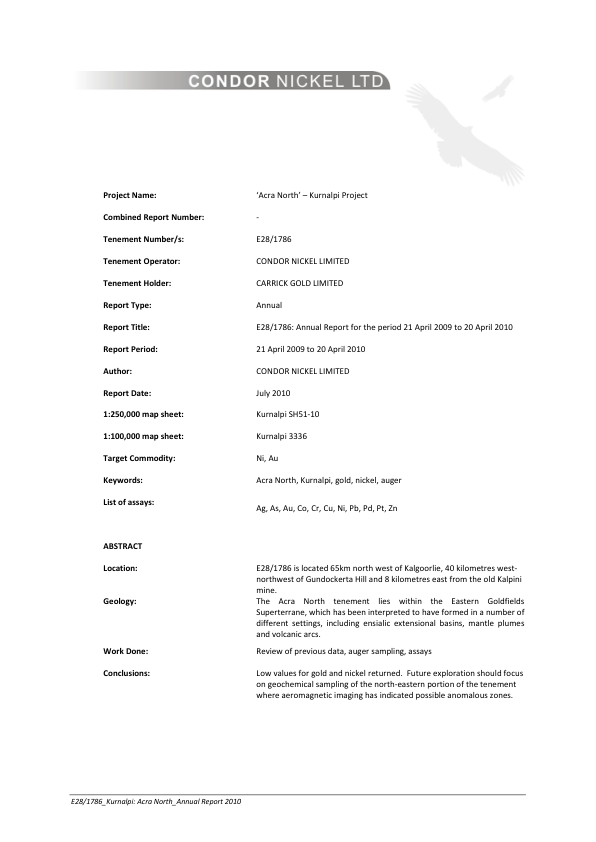 CONDOR NICKEL LTD
Project Name: ‘Acra North’ – Kurnalpi Project
Combined Report Number: -
Tenement Number/s: E28/1786
Tenement Operator: CONDOR NICKEL LIMITED
Tenement Holder: CARRICK GOLD LIMITED
Report Type: Annual
Report Title: E28/1786: Annual Report for the period 21 April 2009 to 20 April 2010
Report Period: 21 April 2009 to 20 April 2010
Author: CONDOR NICKEL LIMITED
Report Date: July 2010
1:250,000 map sheet: Kurnalpi SH51-10
1:100,000 map sheet: Kurnalpi 3336
Target Commodity: Ni, Au
Keywords: Acra North, Kurnalpi, gold, nickel, auger
List of assays: Ag, As, Au, Co, Cr, Cu, Ni, Pb, Pd, Pt, Zn
ABSTRACT
Location: E28/1786 is located 65km north west of Kalgoorlie, 40 kilometres west-
northwest of Gundockerta Hill and 8 kilometres east from the old Kalpini
mine.
Geology: The Acra North tenement lies within the Eastern Goldfields
Superterrane, which has been interpreted to have formed in a number of
different settings, including ensialic extensional basins, mantle plumes
and volcanic arcs.
Work Done: Review of previous data, auger sampling, assays
Conclusions: Low values for gold and nickel returned. Future exploration should focus
on geochemical sampling of the north-eastern portion of the tenement
where aeromagnetic imaging has indicated possible anomalous zones.
E28/1786_Kurnalpi: Acra North_Annual Report 2010